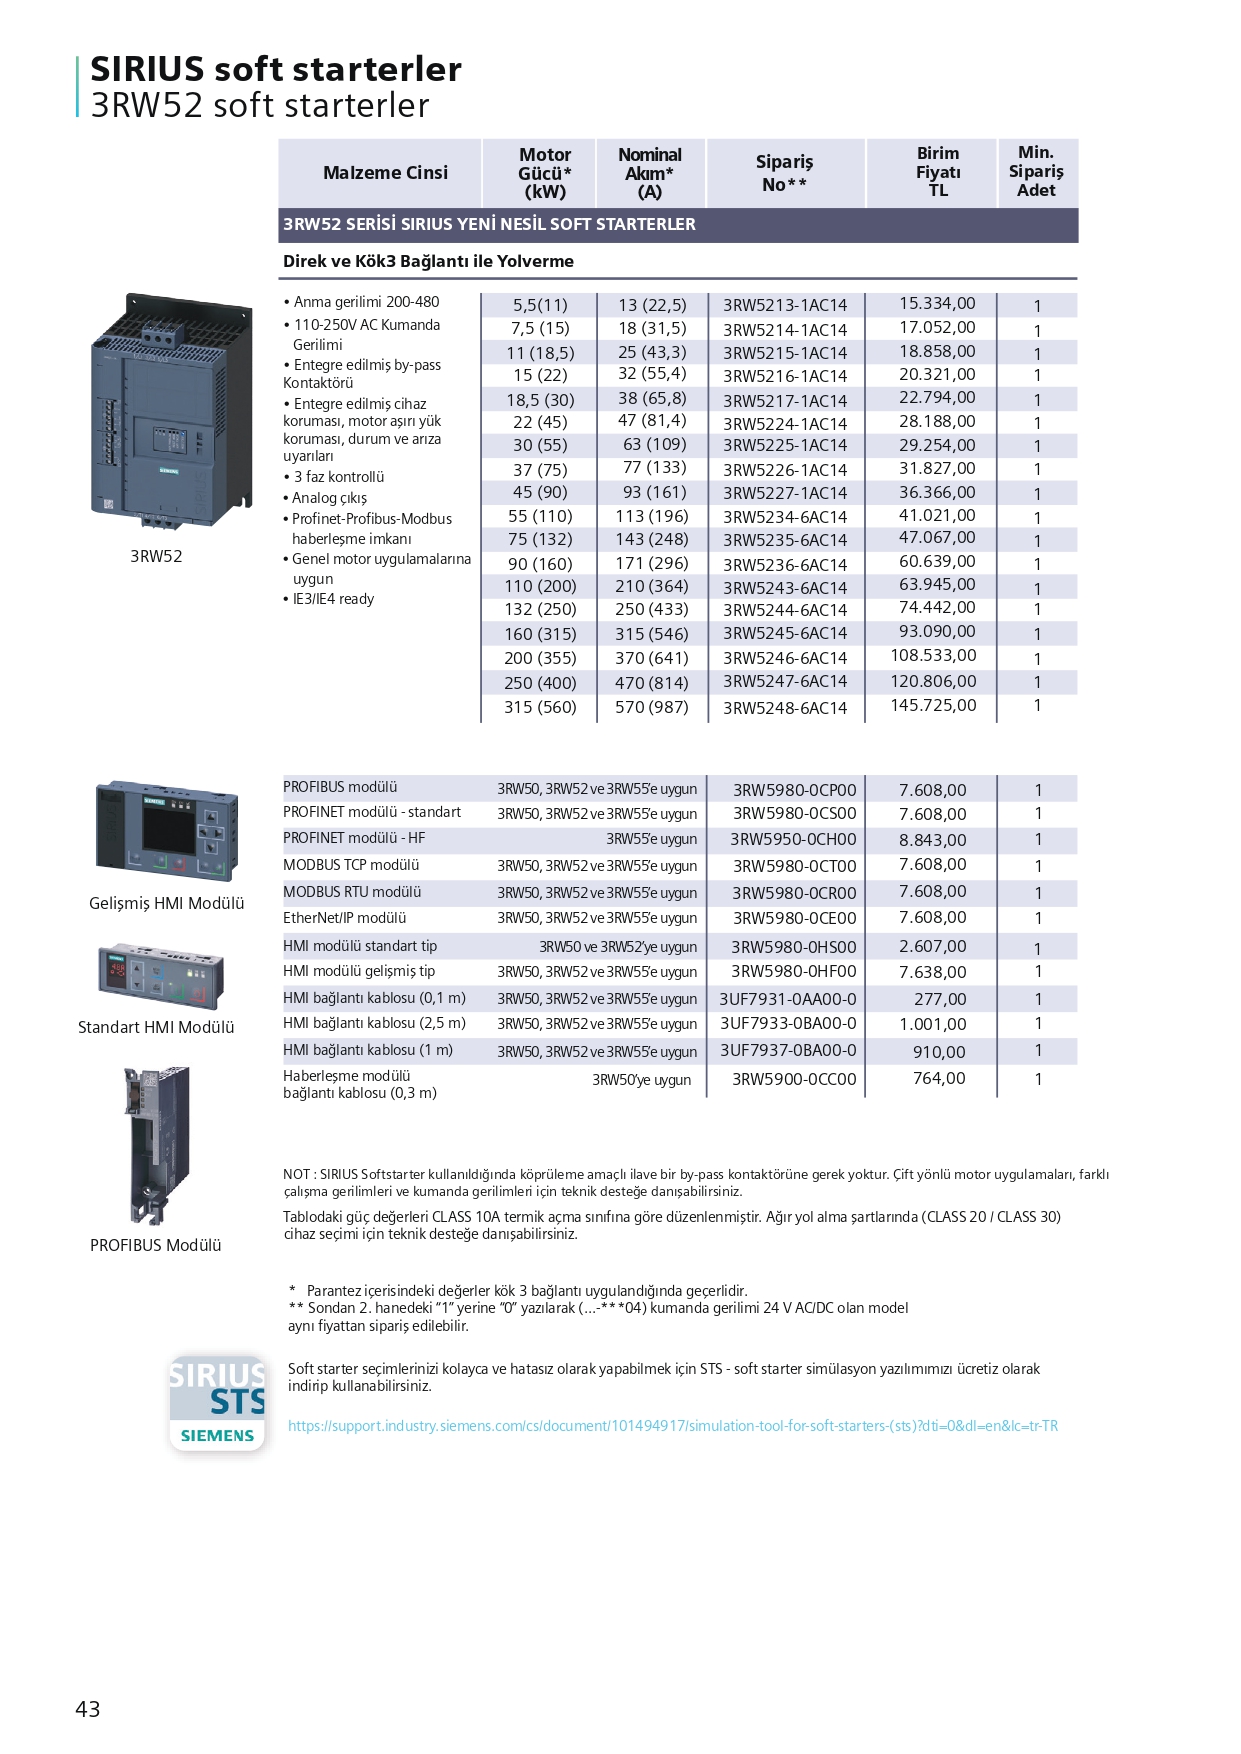 SIRIUS soft starterler
3RW52 soft starterler
Malzeme Cinsi
Motor Gücü* (kW)
Nominal Akım* (A)
Sipariş No**
Birim Fiyatı TL
Min. Sipariş Adet
3RW52 SERİSİ SIRIUS YENİ NESİL SOFT STARTERLER
Direk ve Kök3 Bağlantı ile Yolverme
• Anma gerilimi 200-480
• 110-250V AC Kumanda
Gerilimi
• Entegre edilmiş by-pass
Kontaktörü
• Entegre edilmiş cihaz
koruması, motor aşırı yük
koruması, durum ve arıza
uyarıları
• 3 faz kontrollü
• Analog çıkış
• Profinet-Profibus-Modbus
haberleşme imkanı
• Genel motor uygulamalarına
uygun
• IE3/IE4 ready
5,5(11) 13 (22,5) 3RW5213-1AC14 15.334,00 1
7,5 (15) 18 (31,5) 3RW5214-1AC14 17.052,00 1
11 (18,5) 25 (43,3) 3RW5215-1AC14 18.858,00 1
15 (22) 32 (55,4) 3RW5216-1AC14 20.321,00 1
18,5 (30) 38 (65,8) 3RW5217-1AC14 22.794,00 1
22 (45) 47 (81,4) 3RW5224-1AC14 28.188,00 1
30 (55) 63 (109) 3RW5225-1AC14 29.254,00 1
37 (75) 77 (133) 3RW5226-1AC14 31.827,00 1
45 (90) 93 (161) 3RW5227-1AC14 36.366,00 1
55 (110) 113 (196) 3RW5234-6AC14 41.021,00 1
75 (132) 143 (248) 3RW5235-6AC14 47.067,00 1
90 (160) 171 (296) 3RW5236-6AC14 60.639,00 1
110 (200) 210 (364) 3RW5243-6AC14 63.945,00 1
132 (250) 250 (433) 3RW5244-6AC14 74.442,00 1
160 (315) 315 (546) 3RW5245-6AC14 93.090,00 1
200 (355) 370 (641) 3RW5246-6AC14 108.533,00 1
250 (400) 470 (814) 3RW5247-6AC14 120.806,00 1
315 (560) 570 (987) 3RW5248-6AC14 145.725,00 1
SIEMENS
SIRIUS
3RW52
PROFIBUS modülü 3RW50, 3RW52 ve 3RW55’e uygun 3RW5980-0CP00 7.608,00 1
PROFINET modülü - standart 3RW50, 3RW52 ve 3RW55’e uygun 3RW5980-0CS00 7.608,00 1
PROFINET modülü - HF 3RW55’e uygun 3RW5950-0CH00 8.843,00 1
MODBUS TCP modülü 3RW50, 3RW52 ve 3RW55’e uygun 3RW5980-0CT00 7.608,00 1
MODBUS RTU modülü 3RW50, 3RW52 ve 3RW55’e uygun 3RW5980-0CR00 7.608,00 1
EtherNet/IP modülü 3RW50, 3RW52 ve 3RW55’e uygun 3RW5980-0CE00 7.608,00 1
HMI modülü standart tip 3RW50 ve 3RW52’ye uygun 3RW5980-0HS00 2.607,00 1
HMI modülü gelişmiş tip 3RW50, 3RW52 ve 3RW55’e uygun 3RW5980-0HF00 7.638,00 1
HMI bağlantı kablosu (0,1 m) 3RW50, 3RW52 ve 3RW55’e uygun 3UF7931-0AA00-0 277,00 1
HMI bağlantı kablosu (2,5 m) 3RW50, 3RW52 ve 3RW55’e uygun 3UF7933-0BA00-0 1.001,00 1
HMI bağlantı kablosu (1 m) 3RW50, 3RW52 ve 3RW55’e uygun 3UF7937-0BA00-0 910,00 1
Haberleşme modülü 3RW50’ye uygun 3RW5900-0CC00 764,00 1
bağlantı kablosu (0,3 m)
Gelişmiş HMI Modülü
Standart HMI Modülü
PROFIBUS Modülü
NOT : SIRIUS Softstarter kullanıldığında köprüleme amaçlı ilave bir by-pass kontaktörüne gerek yoktur. Çift yönlü motor uygulamaları, farklı
çalışma gerilimleri ve kumanda gerilimleri için teknik desteğe danışabilirsiniz.
Tablodaki güç değerleri CLASS 10A termik açma sınıfına göre düzenlenmiştir. Ağır yol alma şartlarında (CLASS 20 / CLASS 30)
cihaz seçimi için teknik desteğe danışabilirsiniz.
* Parantez içerisindeki değerler kök 3 bağlantı uygulandığında geçerlidir.
** Sondan 2. hanedeki “1” yerine “0” yazılarak (...-***04) kumanda gerilimi 24 V AC/DC olan model
aynı fiyattan sipariş edilebilir.
SIRIUS
STS
SIEMENS
Soft starter seçimlerinizi kolayca ve hatasız olarak yapabilmek için STS - soft starter simülasyon yazılımımızı ücretiz olarak
indirip kullanabilirsiniz.
https://support.industry.siemens.com/cs/document/101494917/simulation-tool-for-soft-starters-(sts)?dti=0&dl=en&lc=tr-TR
43